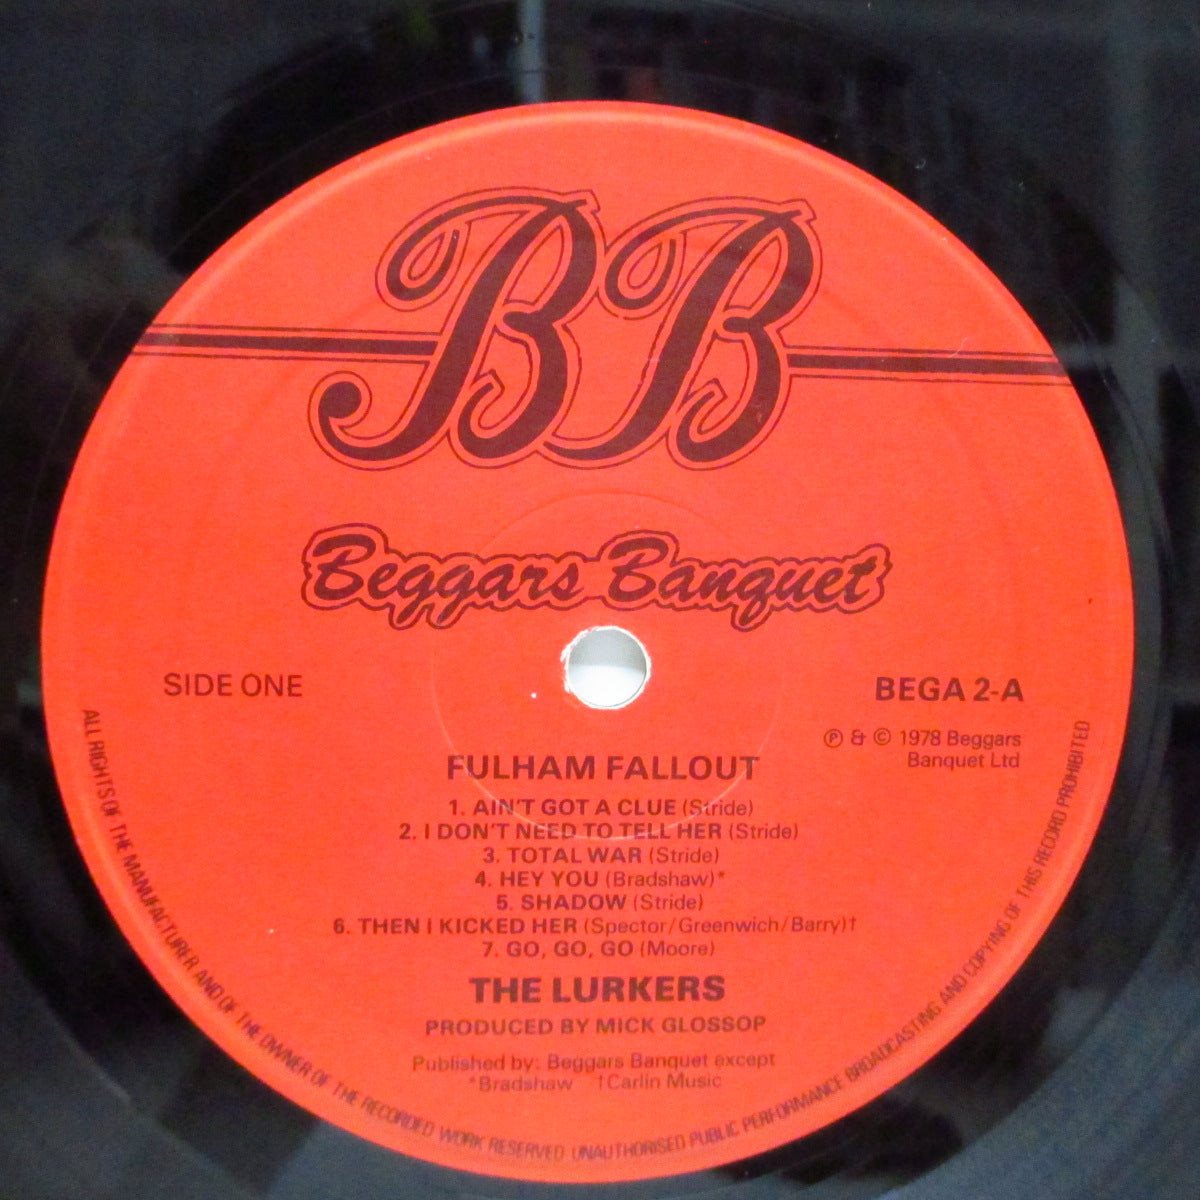 BB
Beggars Banquet
SIDE ONE
BEGA 2-A
℗ & © 1978 Beggars
Banquet Ltd
FULHAM FALLOUT
1. AIN'T GOT A CLUE (Stride)
2. I DON'T NEED TO TELL HER (Stride)
3. TOTAL WAR (Stride)
4. HEY YOU (Bradshaw)*
5. SHADOW (Stride)
6. THEN I KICKED HER (Spector/Greenwich/Barry)†
7. GO, GO, GO (Moore)
THE LURKERS
PRODUCED BY MICK GLOSSOP
Published by: Beggars Banquet except
*Bradshaw †Carlin Music
ALL RIGHTS OF THE MANUFACTURER AND OF THE OWNER OF THE RECORDED WORK RESERVED UNAUTHORISED PUBLIC PERFORMANCE BROADCASTING AND COPYING OF THIS RECORD PROHIBITED